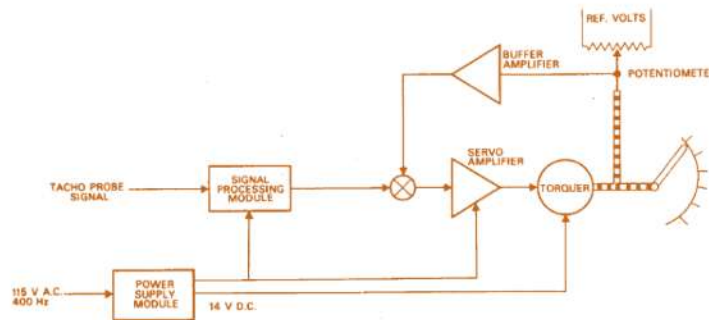 REF. VOLTS
BUFFER
AMPLIFIER
POTENTIOMETE
SERVO
AMPLIFIER
TACHO PROBE
SIGNAL
SIGNAL
PROCESSING
MODULE
TORQUER
115 V A.C.
400 Hz
POWER
SUPPLY
MODULE
14 V D.C.